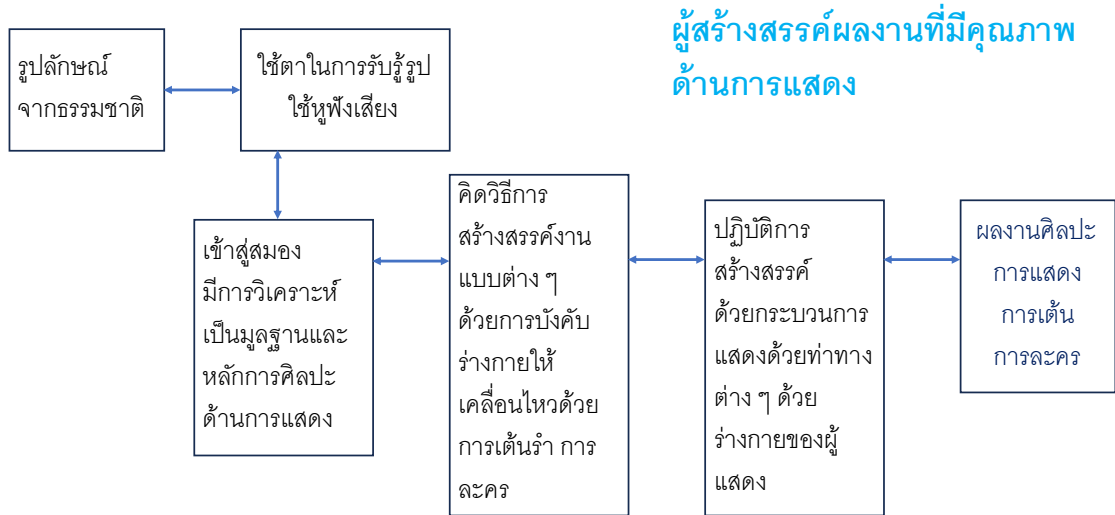 ผู้สร้างสรรค์ผลงานที่มีคุณภาพ
ด้านการแสดง
รูปลักษณ์
จากธรรมชาติ
ใช้ตาในการรับรู้รูป
ใช้หูฟังเสียง
เข้าสู่สมอง
มีการวิเคราะห์
เป็นมูลฐานและ
หลักการศิลปะ
ด้านการแสดง
คิดวิธีการ
สร้างสรรค์งาน
แบบต่าง ๆ
ด้วยการบังคับ
ร่างกายให้
เคลื่อนไหวด้วย
การเต้นรำ การ
ละคร
ปฏิบัติการ
สร้างสรรค์
ด้วยกระบวนการ
แสดงด้วยท่าทาง
ต่าง ๆ ด้วย
ร่างกายของผู้
แสดง
ผลงานศิลปะ
การแสดง
การเต้น
การละคร